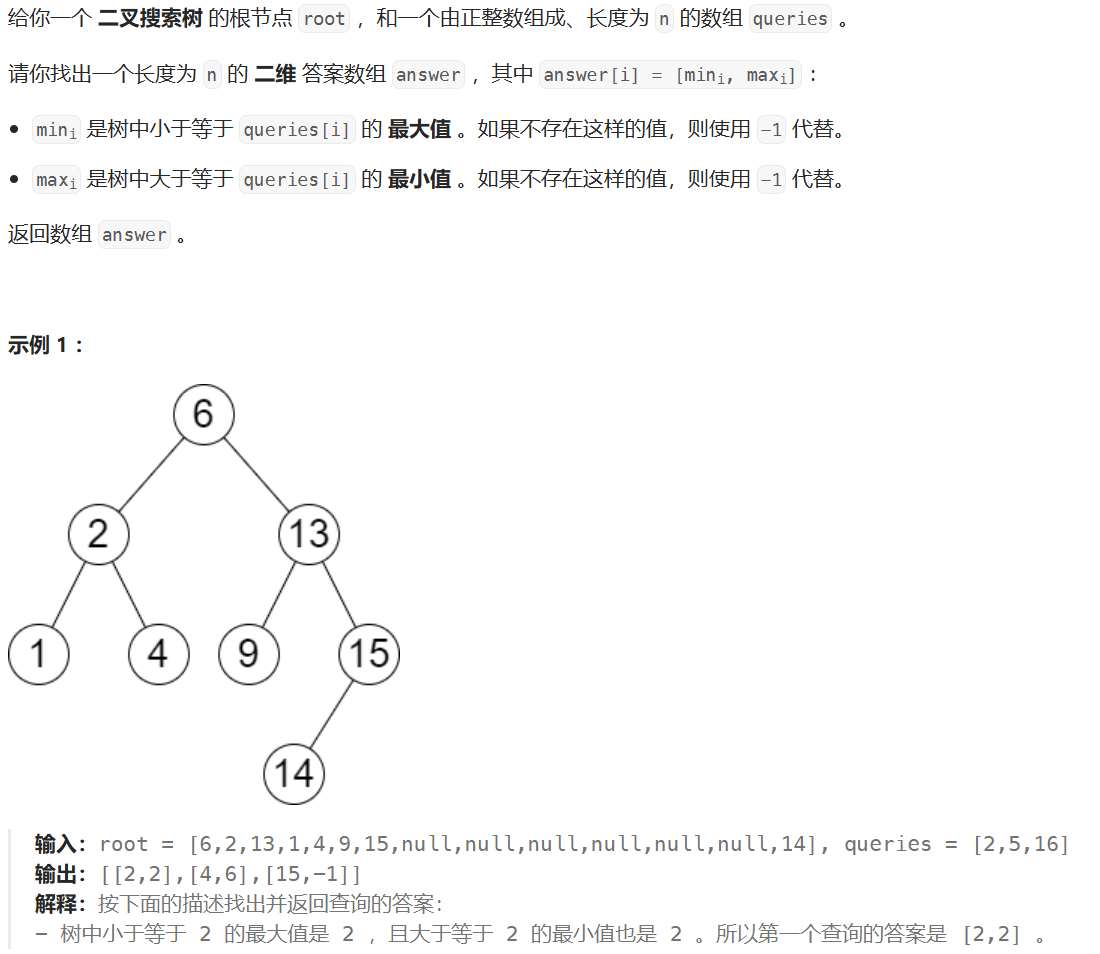 给你一个 二叉搜索树 的根节点 root ，和一个由正整数组成、长度为 n 的数组 queries 。
请你找出一个长度为 n 的 二维 答案数组 answer ，其中 answer[i] = [mini, maxi] ：
• mini 是树中小于等于 queries[i] 的 最大值 。如果不存在这样的值，则使用 -1 代替。
• maxi 是树中大于等于 queries[i] 的 最小值 。如果不存在这样的值，则使用 -1 代替。
返回数组 answer 。
示例 1 ：
6
2 13
1 4 9 15
14
输入：root = [6,2,13,1,4,9,15,null,null,null,null,null,null,14], queries = [2,5,16]
输出：[[2,2],[4,6],[15,-1]]
解释：按下面的描述找出并返回查询的答案：
- 树中小于等于 2 的最大值是 2 ，且大于等于 2 的最小值也是 2 。所以第一个查询的答案是 [2,2] 。